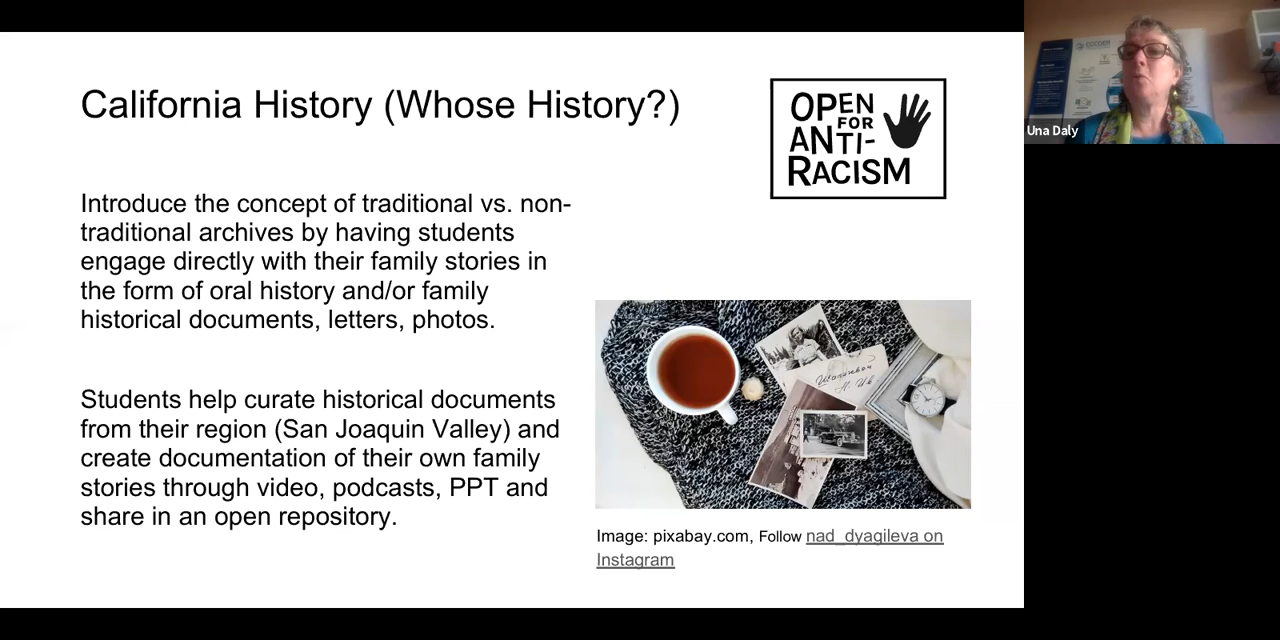 California History (Whose History?)
OPEN
FOR
ANTI-
RACISM
Introduce the concept of traditional vs. non-
traditional archives by having students
engage directly with their family stories in
the form of oral history and/or family
historical documents, letters, photos.
Students help curate historical documents
from their region (San Joaquin Valley) and
create documentation of their own family
stories through video, podcasts, PPT and
share in an open repository.
Image: pixabay.com, Follow nad_dyagileva on
Instagram
Una Daly
CCCOER